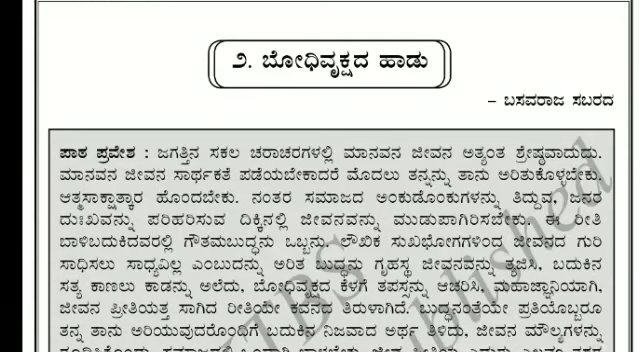 ೨. ಬೋಧಿವೃಕ್ಷದ ಹಾಡು
– ಬಸವರಾಜ ಸಬರದ
ಪಾಠ ಪ್ರವೇಶ : ಜಗತ್ತಿನ ಸಕಲ ಚರಾಚರಗಳಲ್ಲಿ ಮಾನವನ ಜೀವನ ಅತ್ಯಂತ ಶ್ರೇಷ್ಠವಾದುದು.
ಮಾನವನ ಜೀವನ ಸಾರ್ಥಕತೆ ಪಡೆಯಬೇಕಾದರೆ ಮೊದಲು ತನ್ನನ್ನು ತಾನು ಅರಿತುಕೊಳ್ಳಬೇಕು.
ಆತ್ಮಸಾಕ್ಷಾತ್ಕಾರ ಹೊಂದಬೇಕು. ನಂತರ ಸಮಾಜದ ಅಂಕುಡೊಂಕುಗಳನ್ನು ತಿದ್ದುವ, ಜನರ
ದುಃಖವನ್ನು ಪರಿಹರಿಸುವ ದಿಕ್ಕಿನಲ್ಲಿ ಜೀವನವನ್ನು ಮುಡುಪಾಗಿರಿಸಬೇಕು. ಈ ರೀತಿ
ಬಾಳಿಬದುಕಿದವರಲ್ಲಿ ಗೌತಮಬುದ್ಧನು ಒಬ್ಬನು. ಲೌಖಿಕ ಸುಖಭೋಗಗಳಿಂದ ಜೀವನದ ಗುರಿ
ಸಾಧಿಸಲು ಸಾಧ್ಯವಿಲ್ಲ ಎಂಬುದನ್ನು ಅರಿತ ಬುದ್ಧನು ಗೃಹಸ್ಥ ಜೀವನವನ್ನು ತ್ಯಜಿಸಿ, ಬದುಕಿನ
ಸತ್ಯ ಕಾಣಲು ಕಾಡನ್ನು ಅಲೆದು, ಬೋಧಿವೃಕ್ಷದ ಕೆಳಗೆ ತಪಸ್ಸನ್ನು ಆಚರಿಸಿ, ಮಹಾಜ್ಞಾನಿಯಾಗಿ,
ಜೀವನ ಪ್ರೀತಿಯತ್ತ ಸಾಗಿದ ರೀತಿಯೇ ಕವನದ ತಿರುಳಾಗಿದೆ. ಬುದ್ಧನಂತೆಯೇ ಪ್ರತಿಯೊಬ್ಬರೂ
ತನ್ನ ತಾನು ಅರಿಯುವುದರೊಂದಿಗೆ ಬದುಕಿನ ನಿಜವಾದ ಅರ್ಥ ತಿಳಿದು, ಜೀವನ ಮೌಲ್ಯಗಳನ್ನು